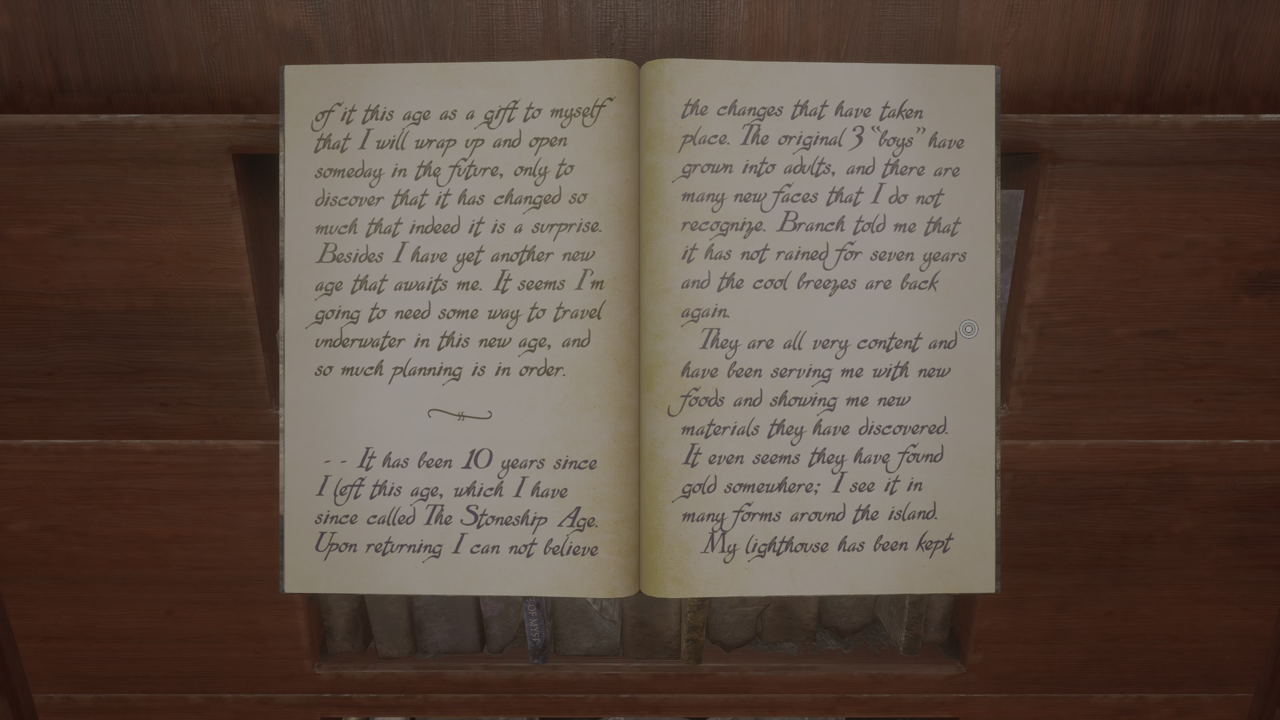 of it this age as a gift to myself
that I will wrap up and open
someday in the future, only to
discover that it has changed so
much that indeed it is a surprise.
Besides I have yet another new
age that awaits me. It seems I'm
going to need some way to travel
underwater in this new age, and
so much planning is in order.
- - It has been 10 years since
I left this age, which I have
since called The Stoneship Age.
Upon returning I can not believe
the changes that have taken
place. The original 3 "boys" have
grown into adults, and there are
many new faces that I do not
recognize. Branch told me that
it has not rained for seven years
and the cool breezes are back
again.
They are all very content and
have been serving me with new
foods and showing me new
materials they have discovered.
It even seems they have found
gold somewhere; I see it in
many forms around the island.
My lighthouse has been kept
OF MYST